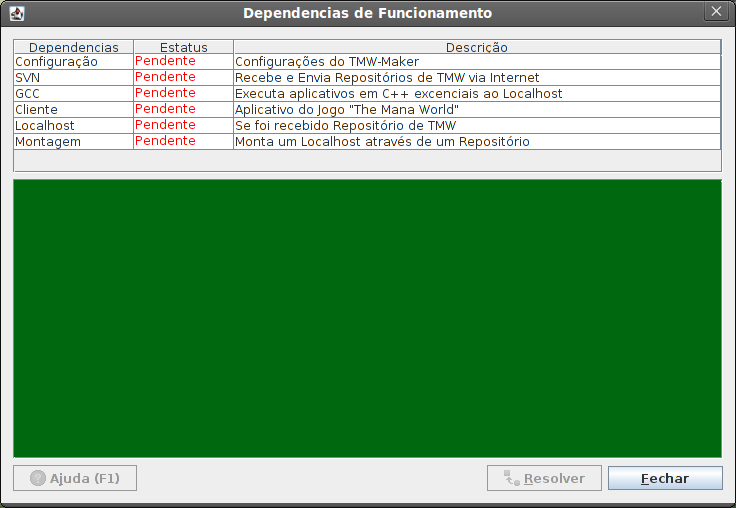 Dependencias de Funcionamento
Dependencias Estatus Descrição
Configuração Pendente Configurações do TMW-Maker
SVN Pendente Recebe e Envia Repositórios de TMW via Internet
GCC Pendente Executa aplicativos em C++ excenciais ao Localhost
Cliente Pendente Aplicativo do Jogo "The Mana World"
Localhost Pendente Se foi recebido Repositório de TMW
Montagem Pendente Monta um Localhost através de um Repositório
? Ajuda (F1) Resolver Fechar